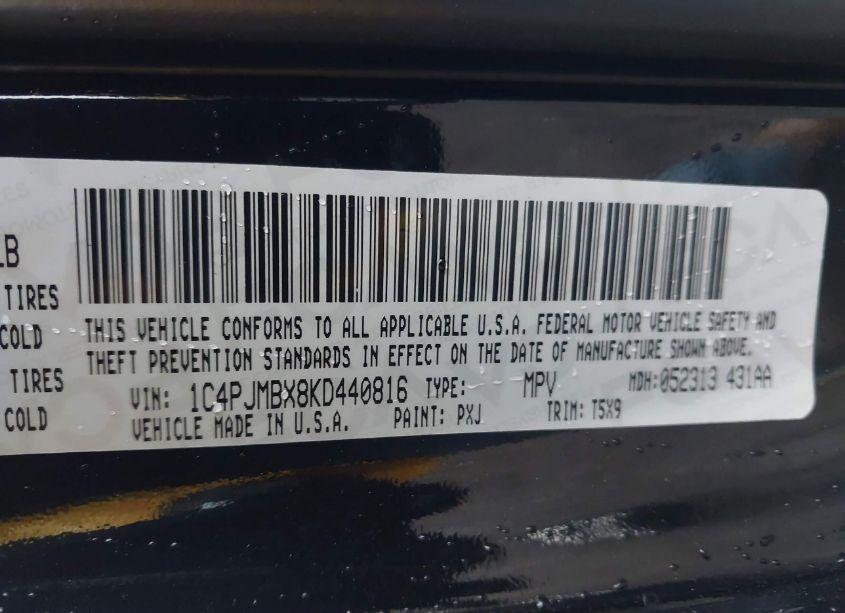 LB
TIRES
COLD
TIRES
COLD
THIS VEHICLE CONFORMS TO ALL APPLICABLE U.S.A. FEDERAL MOTOR VEHICLE SAFETY AND
THEFT PREVENTION STANDARDS IN EFFECT ON THE DATE OF MANUFACTURE SHOWN ABOVE.
VIN: 1C4PJMBX8KD440816 TYPE: MPV MDH:052313 431AA
VEHICLE MADE IN U.S.A. PAINT: PXJ TRIM: T5X9